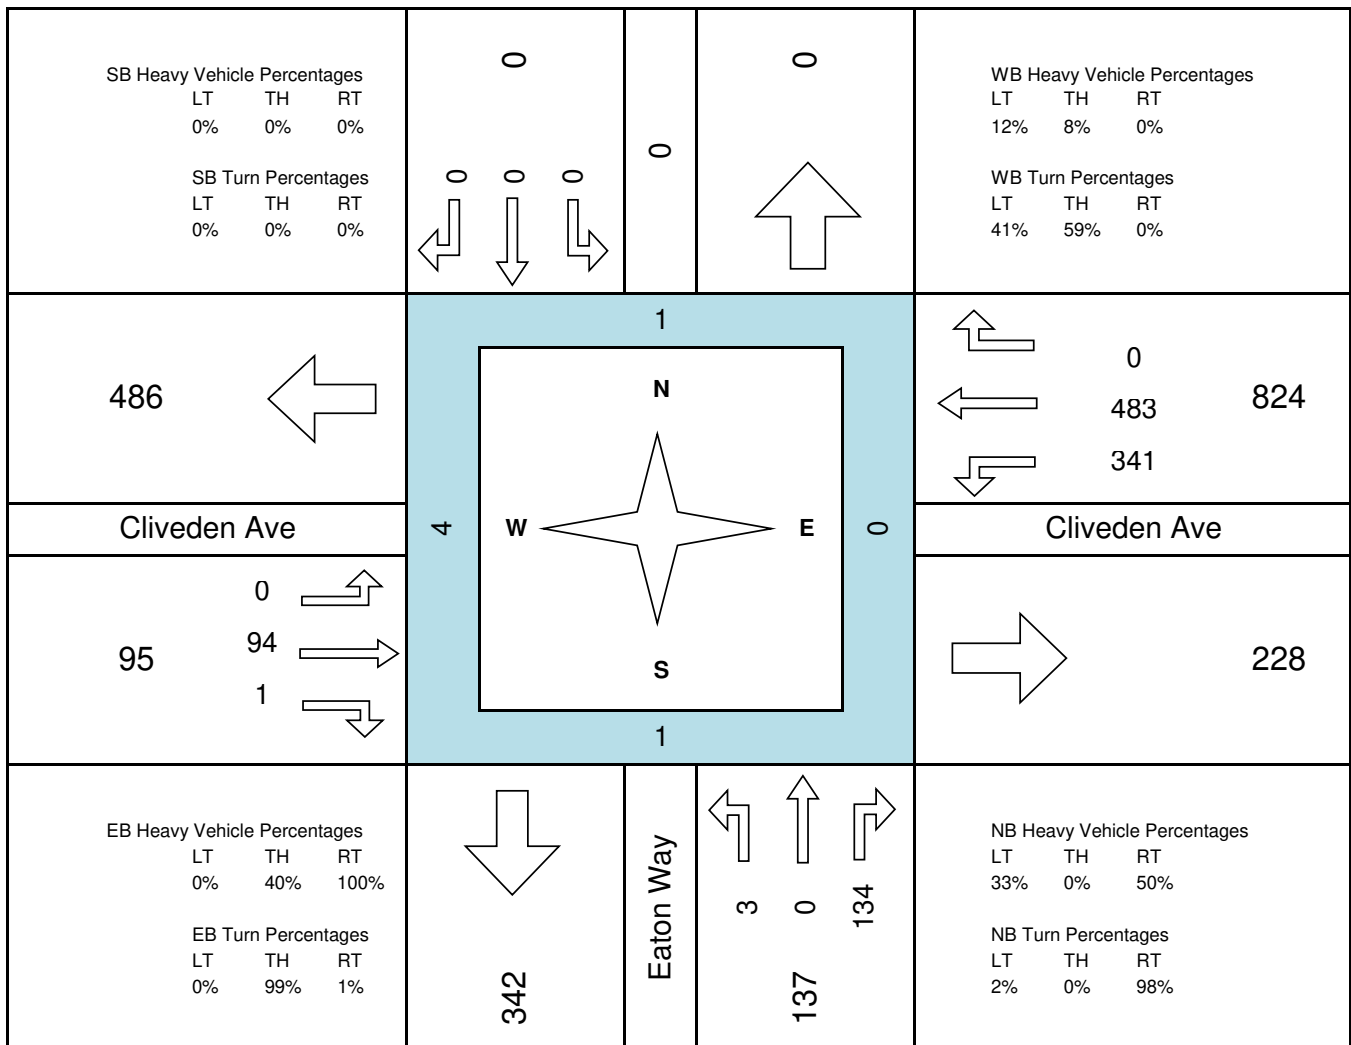 SB Heavy Vehicle Percentages
LT TH RT
0% 0% 0%
SB Turn Percentages
LT TH RT
0% 0% 0%
0
0 0 0
0
0
WB Heavy Vehicle Percentages
LT TH RT
12% 8% 0%
WB Turn Percentages
LT TH RT
41% 59% 0%
486
1
N
W E
S
4
0
1
0
483
341
824
Cliveden Ave
Cliveden Ave
95
0
94
1
228
EB Heavy Vehicle Percentages
LT TH RT
0% 40% 100%
EB Turn Percentages
LT TH RT
0% 99% 1%
342
Eaton Way
3 0 134
137
NB Heavy Vehicle Percentages
LT TH RT
33% 0% 50%
NB Turn Percentages
LT TH RT
2% 0% 98%